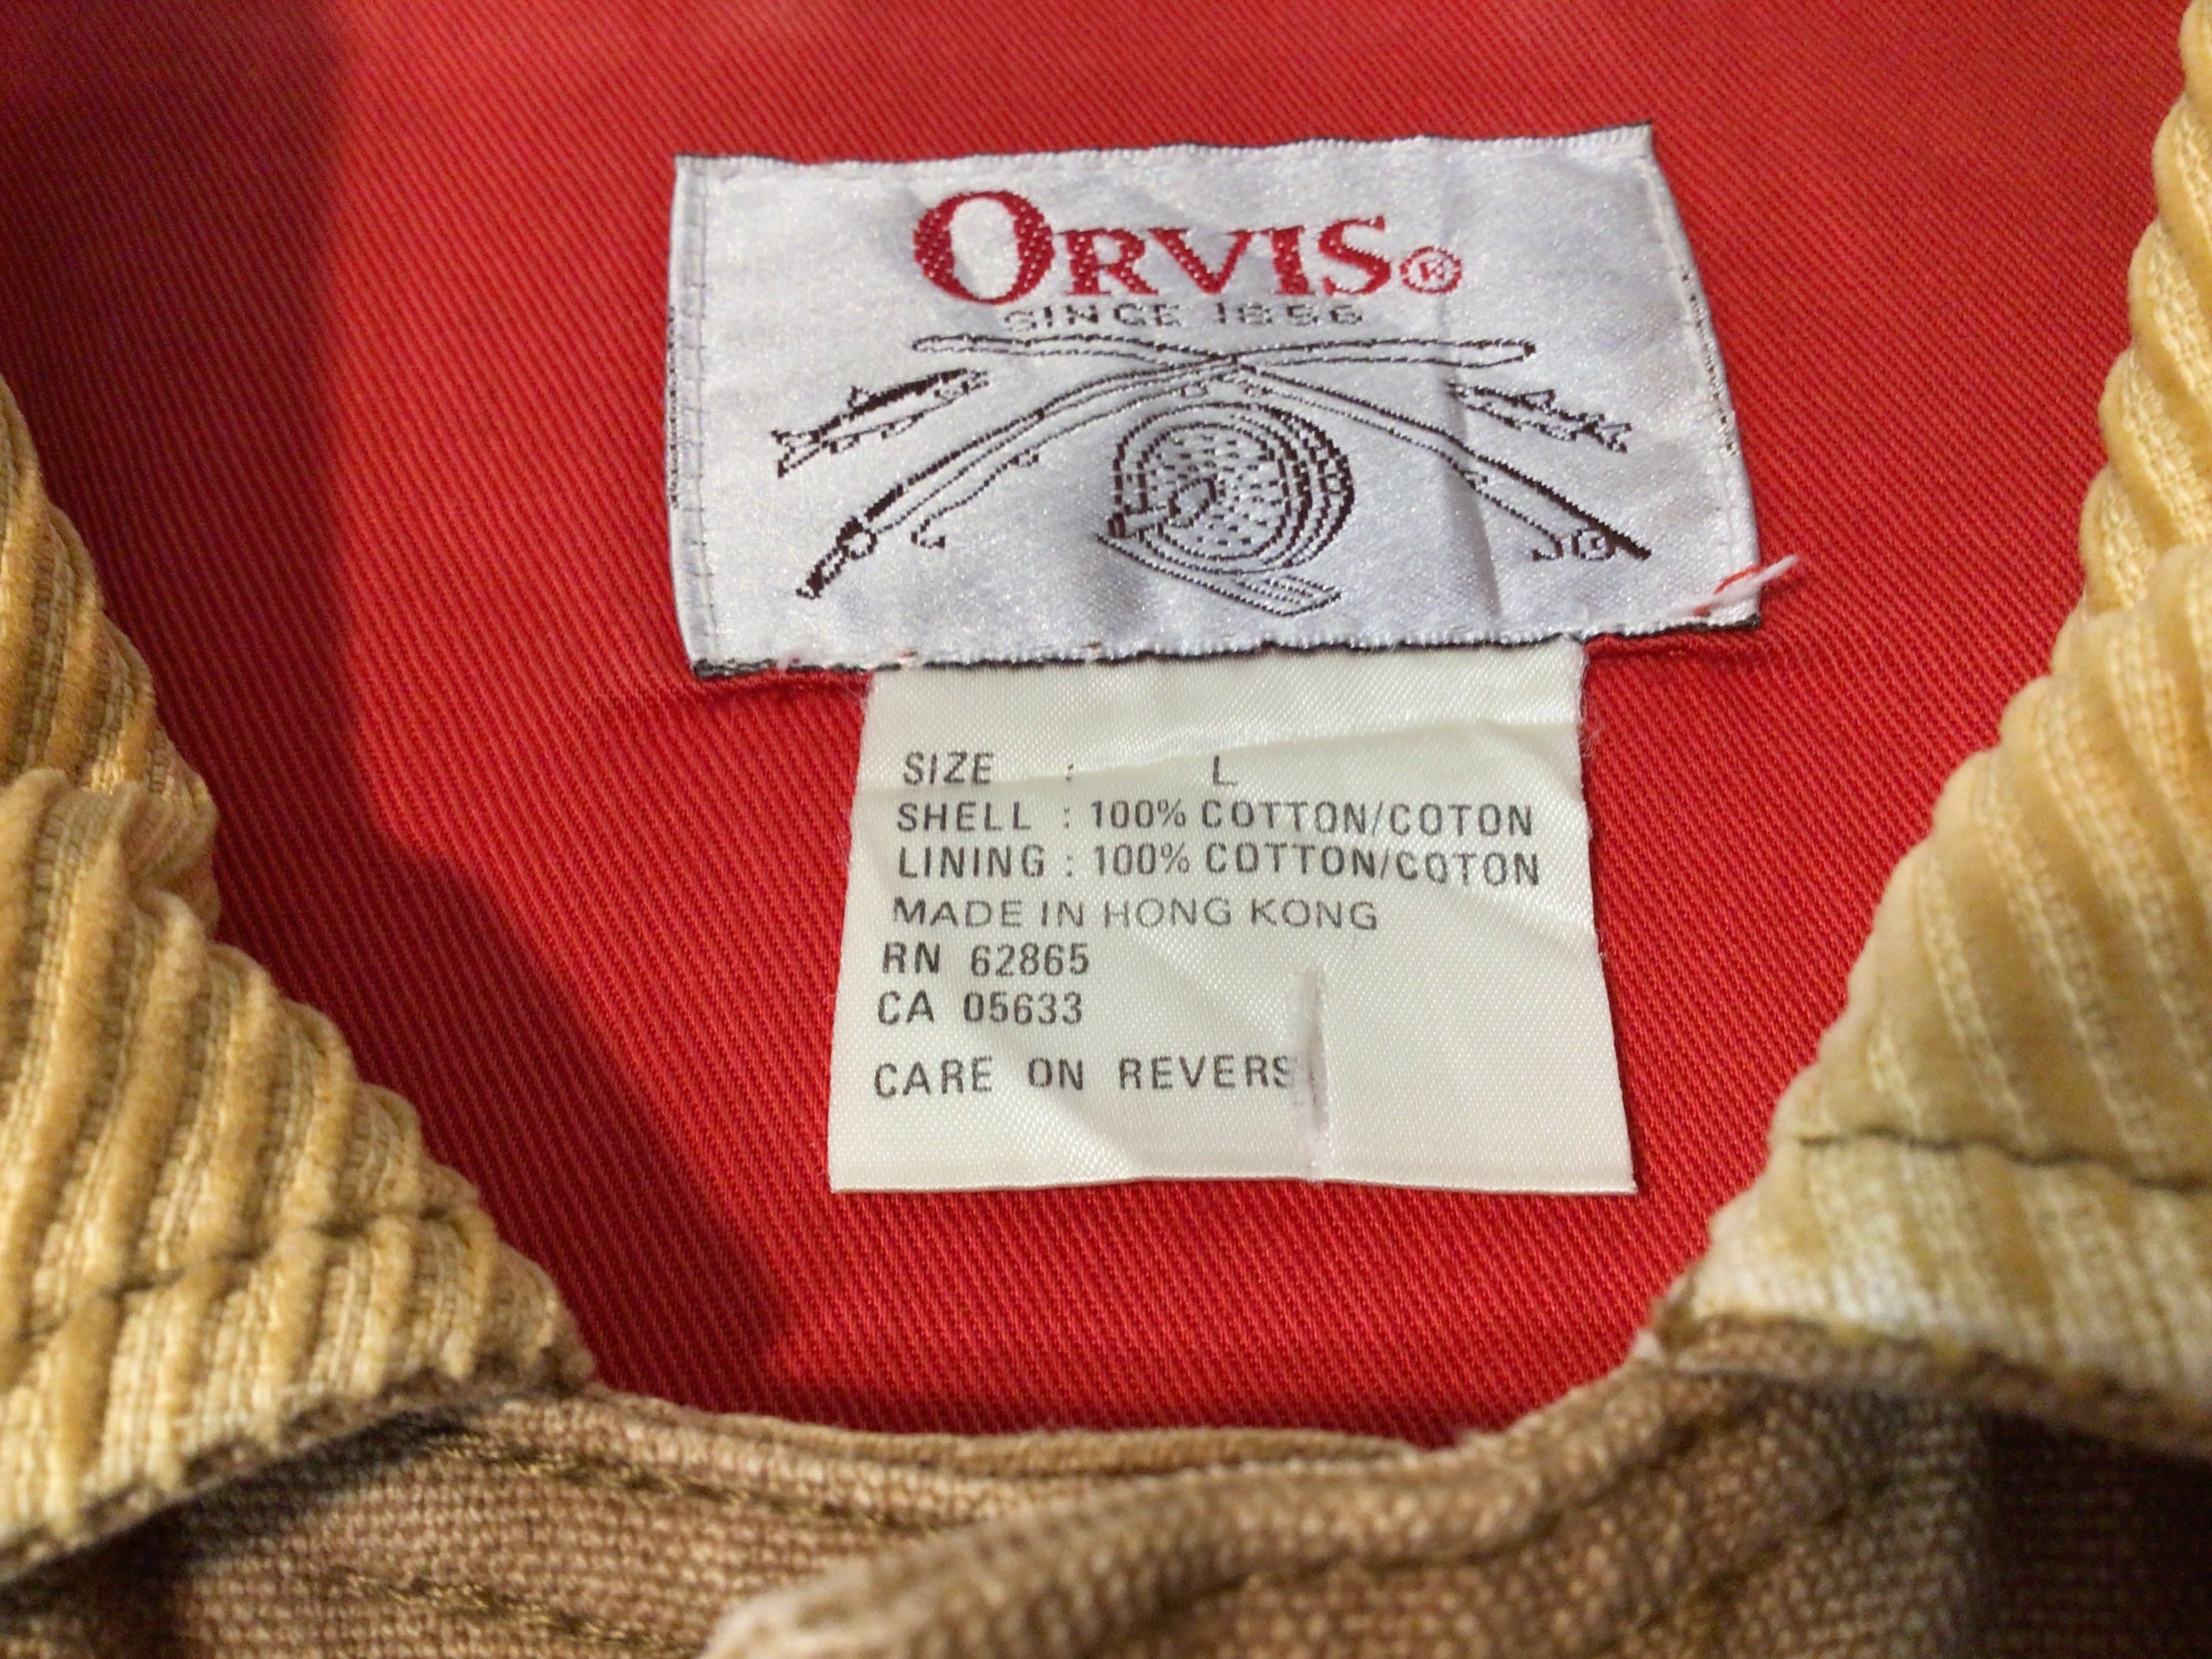 ORVIS®
SINCE 1856
SIZE : L
SHELL : 100% COTTON/COTON
LINING : 100% COTTON/COTON
MADE IN HONG KONG
RN 62865
CA 05633
CARE ON REVERS